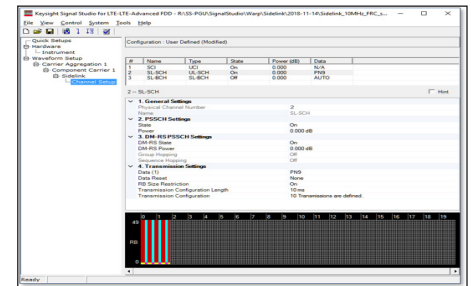 Keysight Signal Studio for LTE-LTE-Advanced FDD - R:\SS-PGU\SignalStudio\Warp\Sidelink\2018-11-14\Sidelink_10MHz_FRC_s...
File View Control System Tools Help
Quick Setups
Hardware
Instrument
Waveform Setup
Carrier Aggregation 1
Component Carrier 1
Sidelink
Channel Setup
Configuration : User Defined (Modified)
# Name Type State Power (dB) Data
1 SCI UCI On 0.000 N/A
2 SL-SCH UL-SCH On 0.000 PN9
3 SL-BCH SL-BCH Off 0.000 AUTO
2 -- SL-SCH Hint
1. General Settings
Physical Channel Number 2
Name SL-SCH
2. PSSCH Settings
State On
Power 0.000 dB
3. DM-RS PSSCH Settings
DM-RS State On
DM-RS Power 0.000 dB
Group Hopping Off
Sequence Hopping Off
4. Transmission Settings
Data (1) PN9
Data Reset None
RB Size Restriction On
Transmission Configuration Length 10 ms
Transmission Configuration 10 Transmissions are defined.
0 1 2 3 4 5 6 7 8 9 10 11 12 13 14 15 16 17 18 19
49
RB
0
Ready